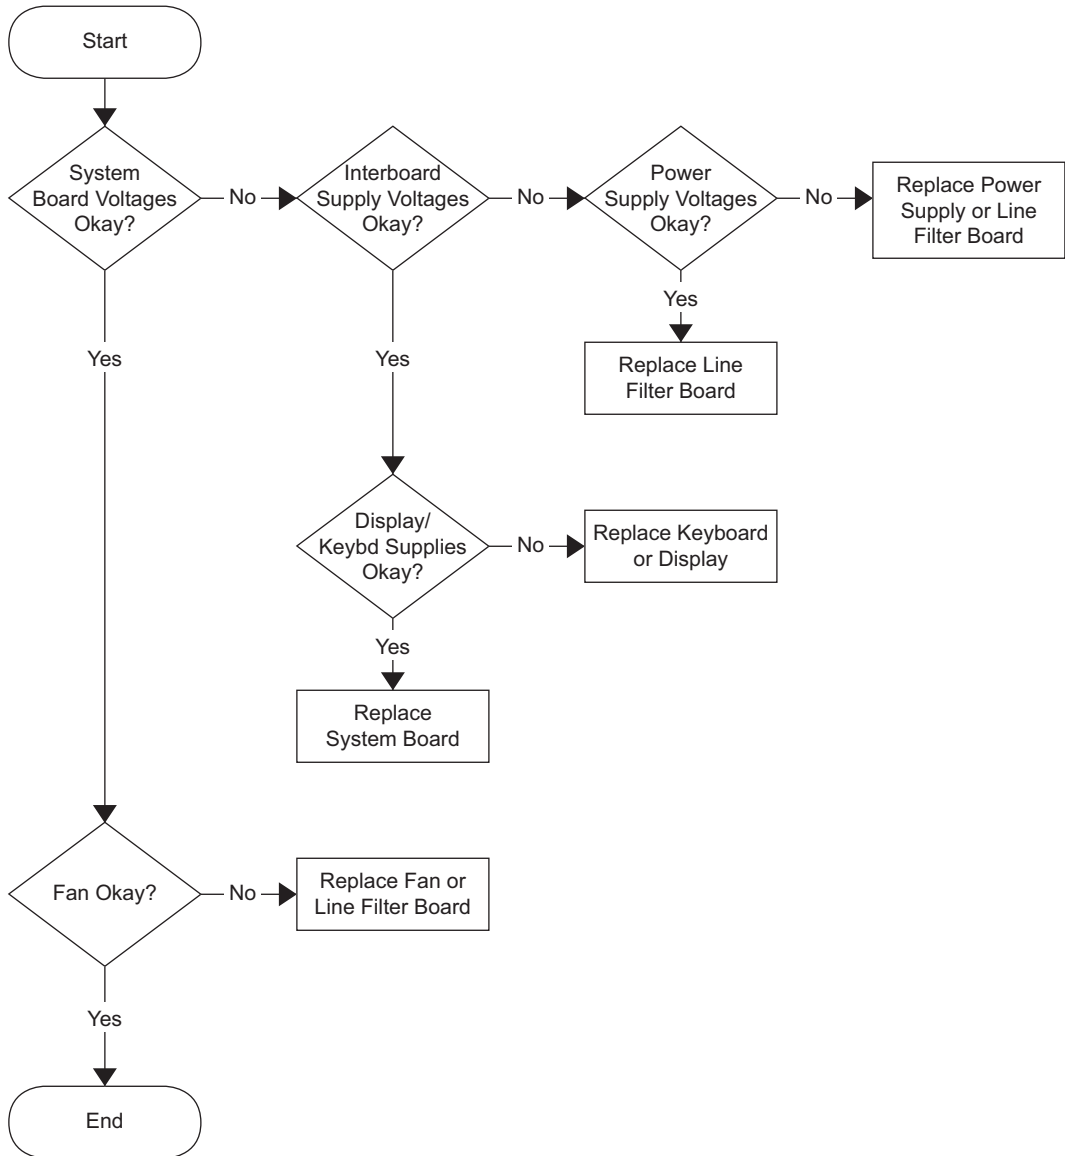 Start
System
Board Voltages
Okay?
No
Interboard
Supply Voltages
Okay?
No
Power
Supply Voltages
Okay?
No
Replace Power
Supply or Line
Filter Board
Yes
Replace Line
Filter Board
Yes
Yes
Display/
Keybd Supplies
Okay?
No
Replace Keyboard
or Display
Yes
Replace
System Board
Fan Okay?
No
Replace Fan or
Line Filter Board
Yes
End